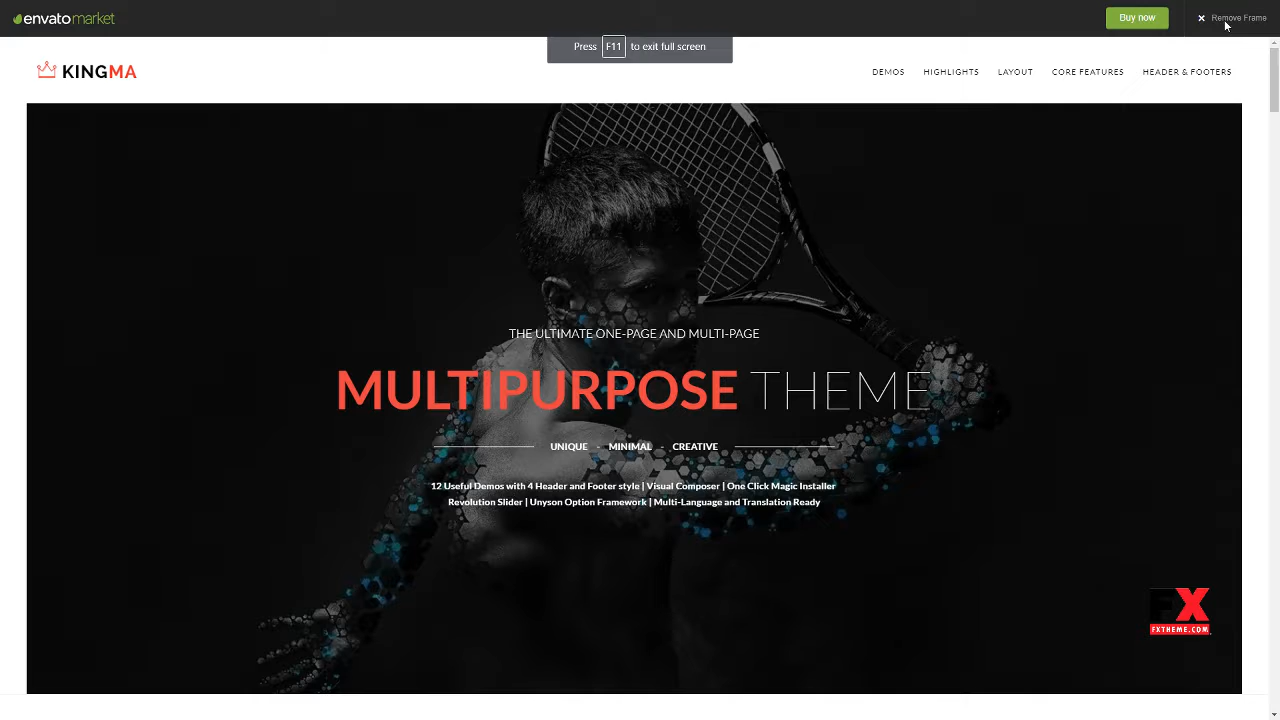 envato market
Buy now
Remove Frame
Press F11 to exit full screen
KINGMA
DEMOS HIGHLIGHTS LAYOUT CORE FEATURES HEADER & FOOTERS
THE ULTIMATE ONE-PAGE AND MULTI-PAGE
MULTIPURPOSE THEME
UNIQUE - MINIMAL - CREATIVE
12 Useful Demos with 4 Header and Footer style | Visual Composer | One Click Magic Installer
Revolution Slider | Unyson Option Framework | Multi-Language and Translation Ready
FX
FXTHEME.COM